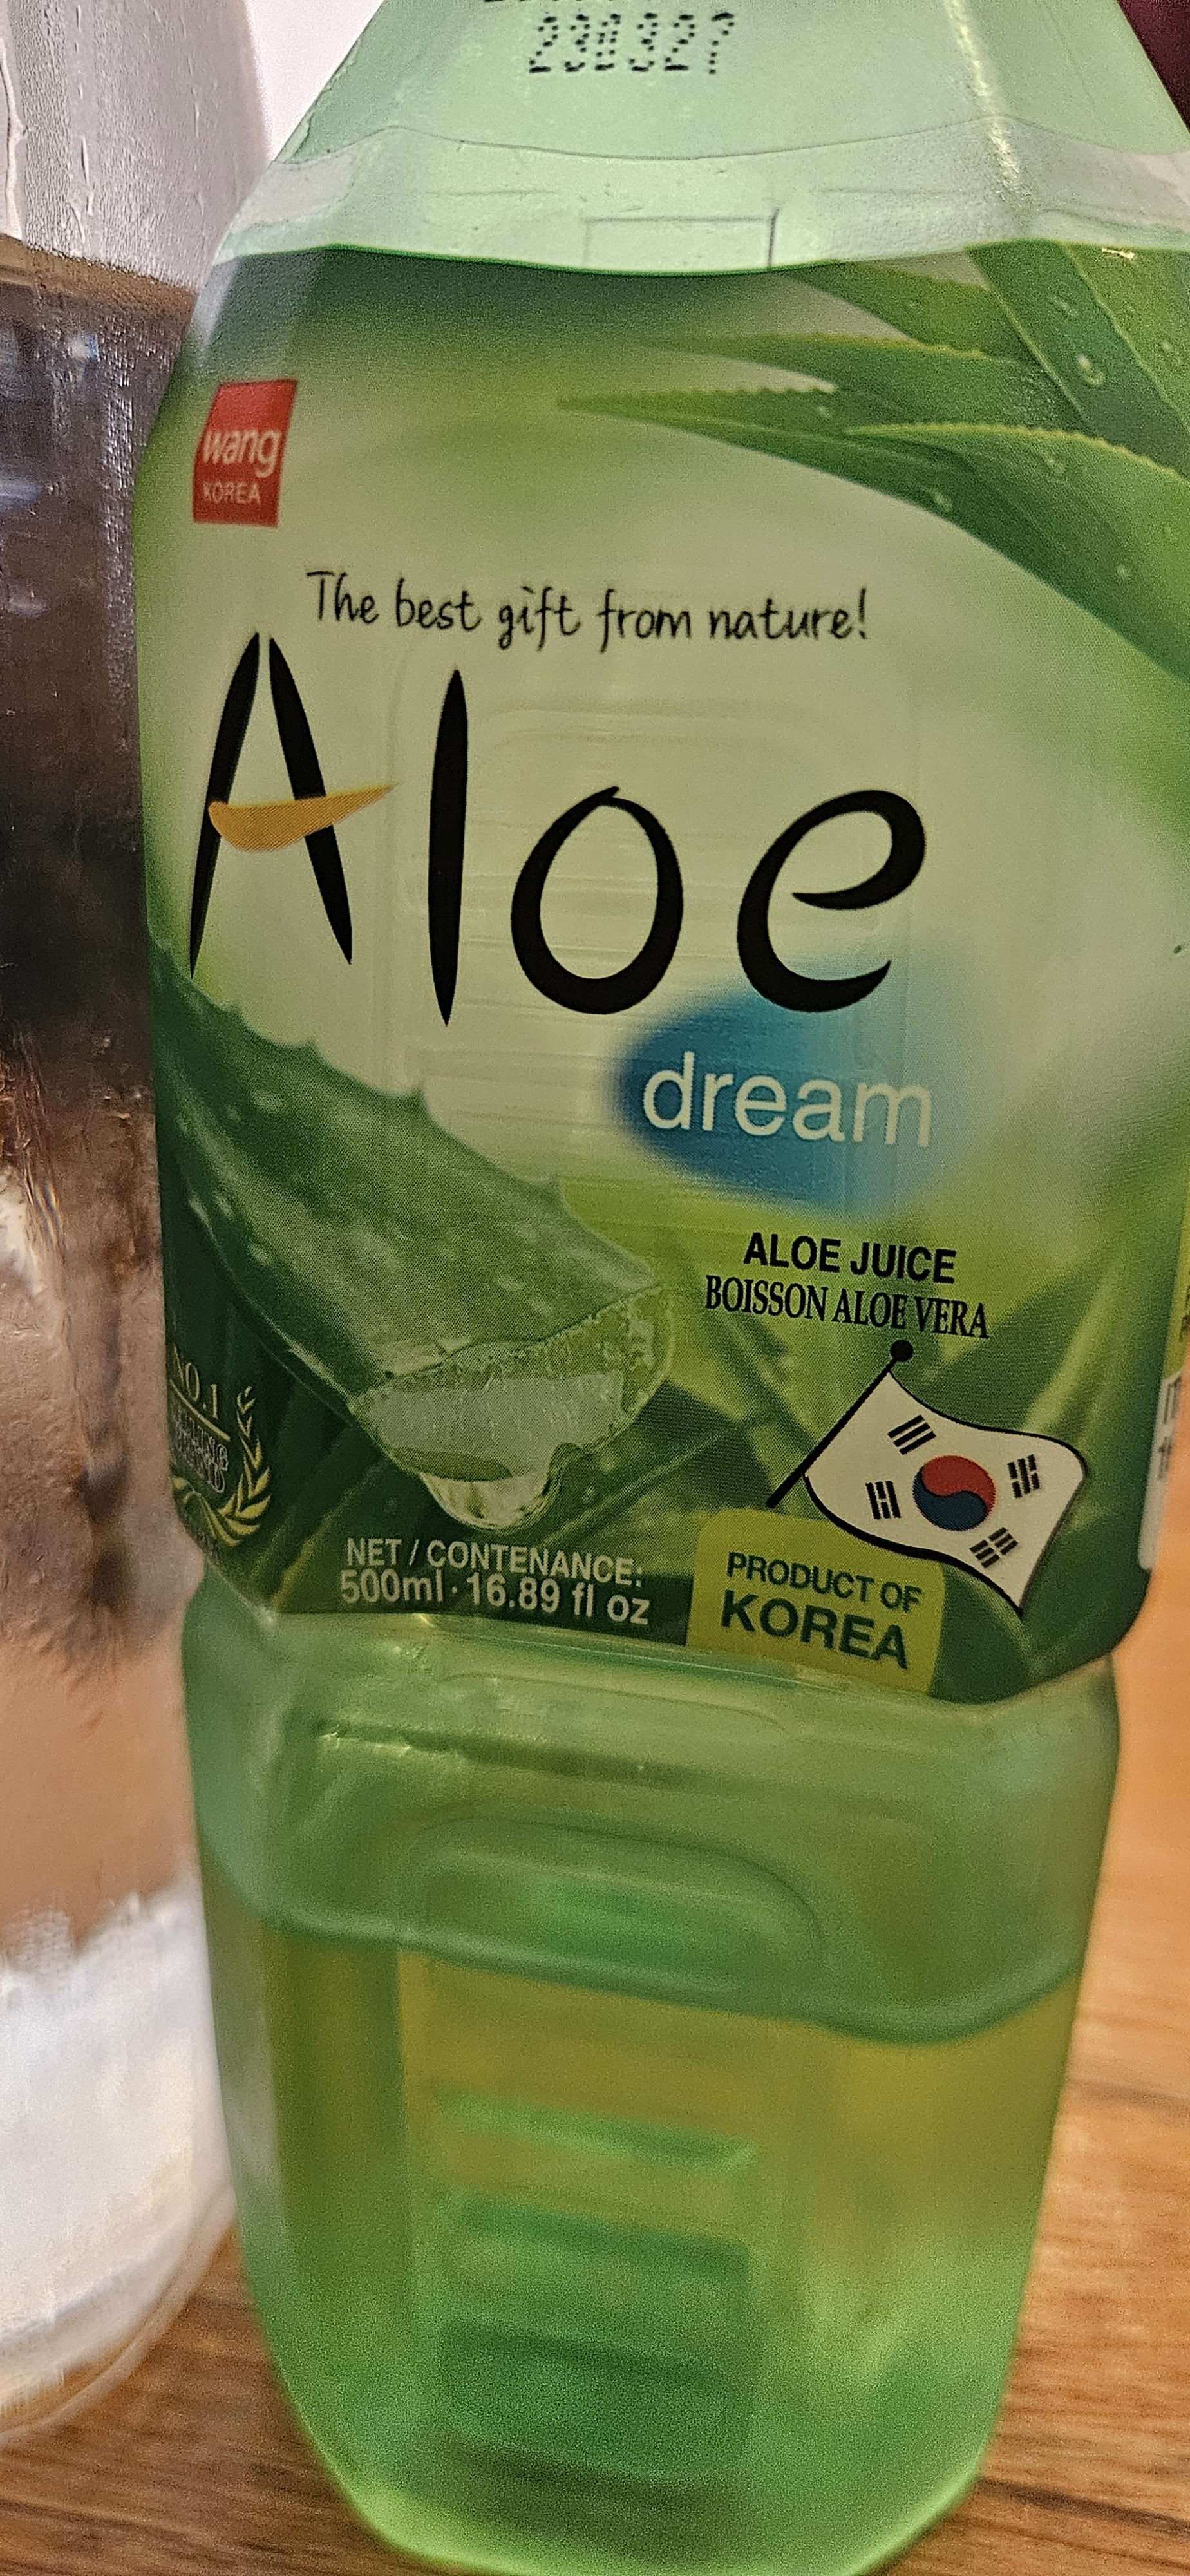 230327
wang
KOREA
The best gift from nature!
Aloe
dream
ALOE JUICE
BOISSON ALOE VERA
NO.1
NET / CONTENANCE:
500ml · 16.89 fl oz
PRODUCT OF
KOREA